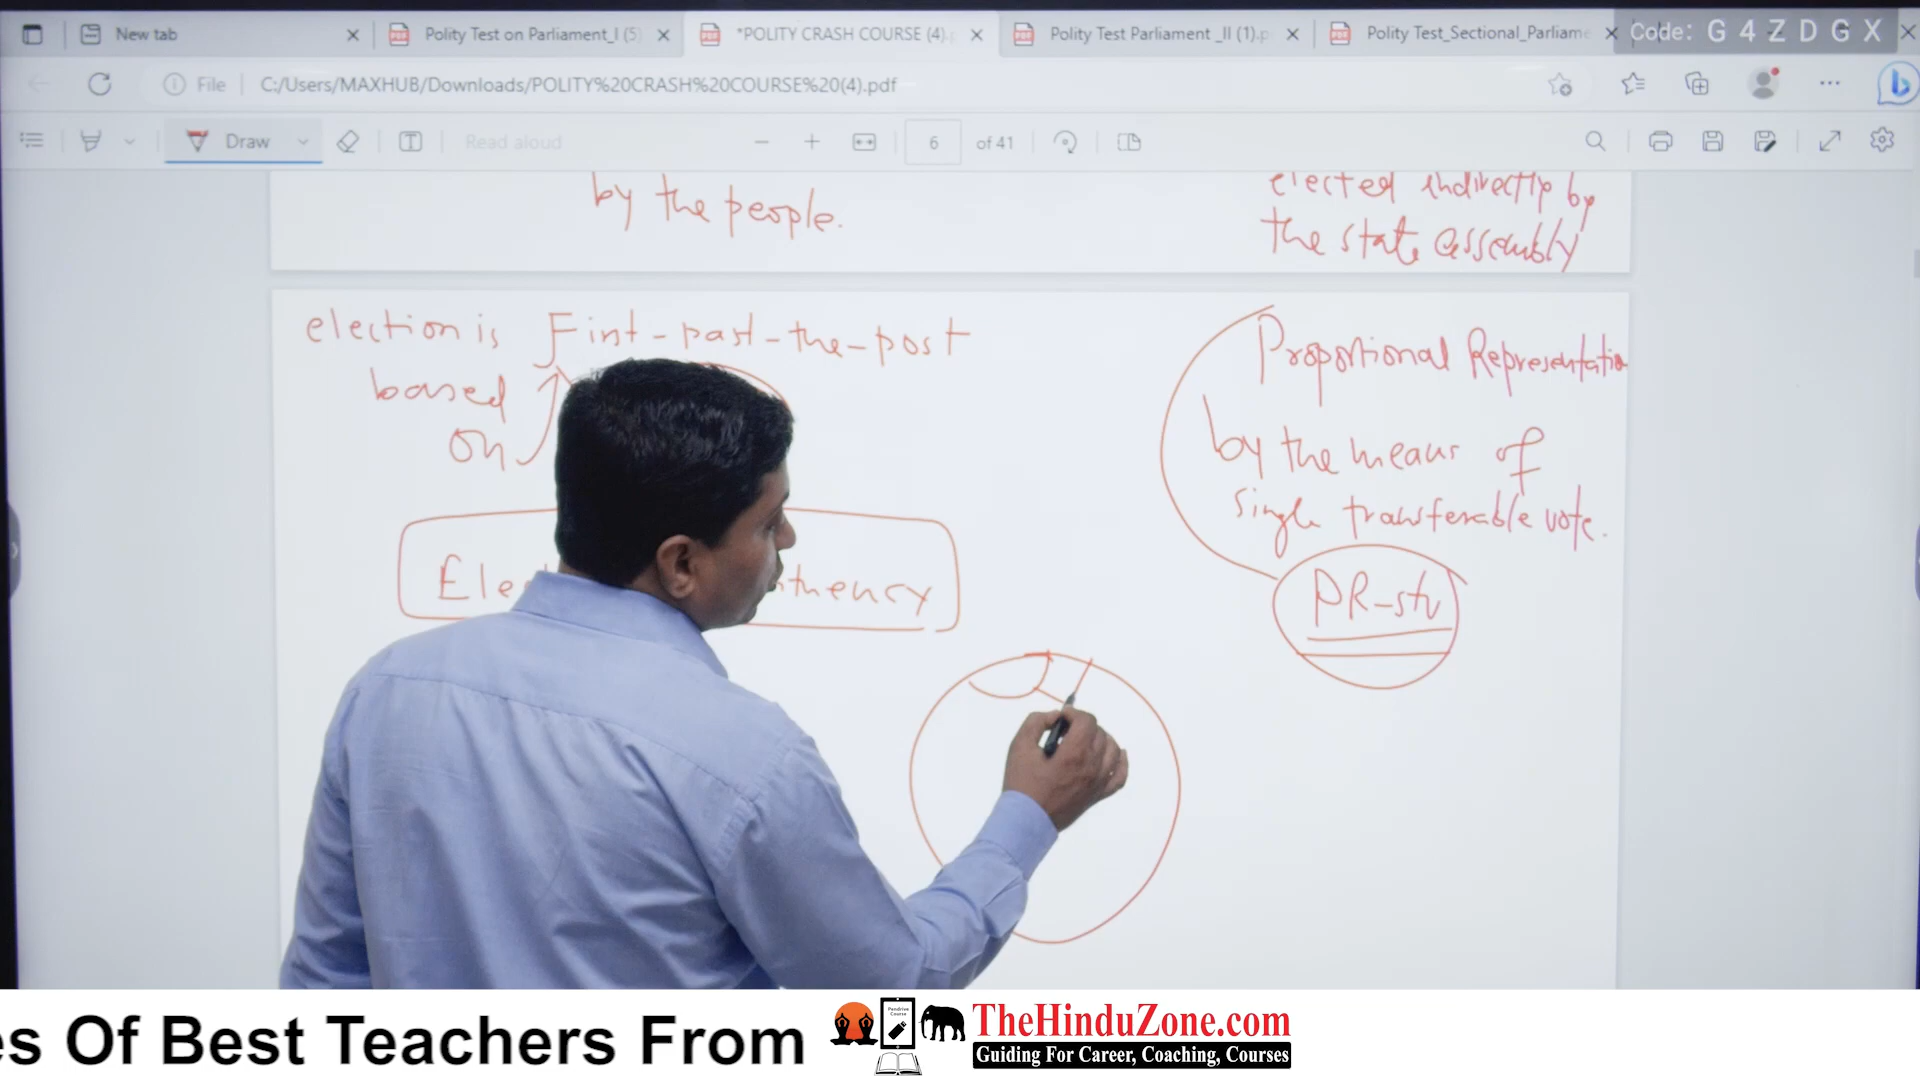 New tab
Polity Test on Parliament_I (5)
*POLITY CRASH COURSE (4).p
Polity Test Parliament _II (1).p
Polity Test_Sectional_Parliame
Code: G 4 Z D G X
File
C:/Users/MAXHUB/Downloads/POLITY%20CRASH%20COURSE%20(4).pdf
Draw
Read aloud
6 of 41
by the people.
elected indirectly by
the state assembly
election is First-past-the-post
based
on
Proportional Representation
by the means of
single transferable vote.
PR-stv
Of Best Teachers From
Pendrive
Course
TheHinduZone.com
Guiding For Career, Coaching, Courses